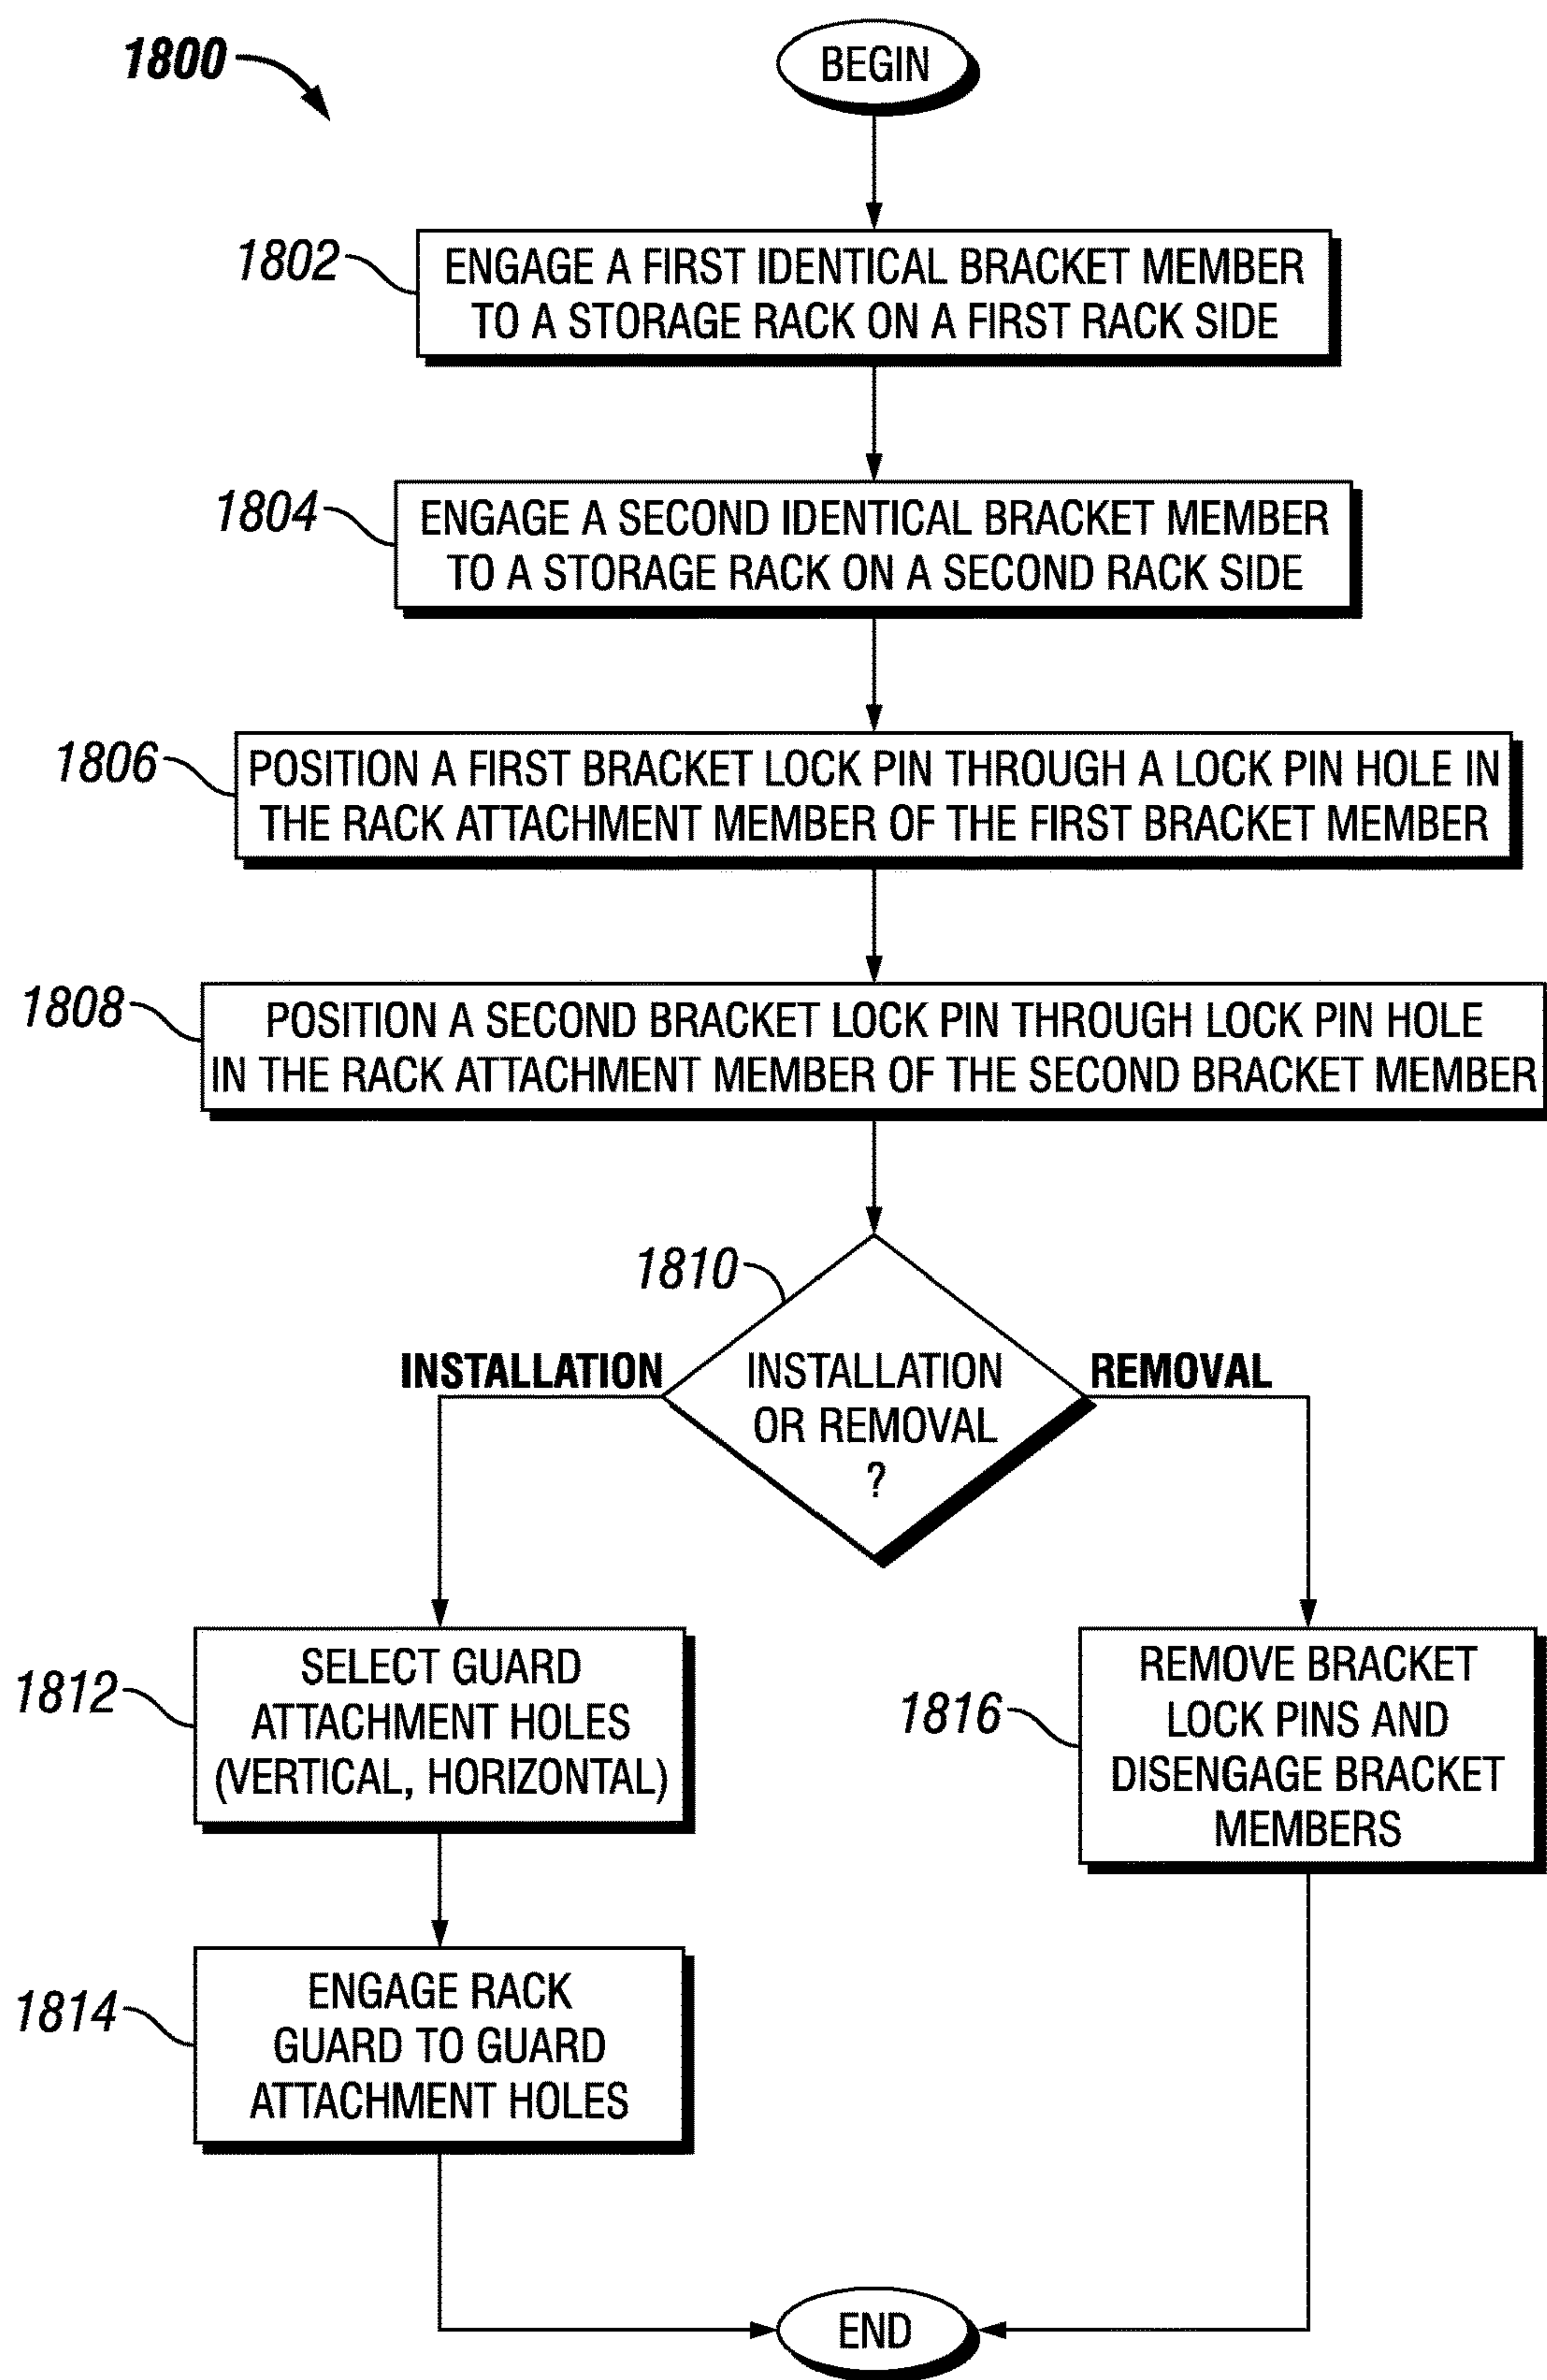 1800
BEGIN
1802
ENGAGE A FIRST IDENTICAL BRACKET MEMBER
TO A STORAGE RACK ON A FIRST RACK SIDE
1804
ENGAGE A SECOND IDENTICAL BRACKET MEMBER
TO A STORAGE RACK ON A SECOND RACK SIDE
1806
POSITION A FIRST BRACKET LOCK PIN THROUGH A LOCK PIN HOLE IN
THE RACK ATTACHMENT MEMBER OF THE FIRST BRACKET MEMBER
1808
POSITION A SECOND BRACKET LOCK PIN THROUGH LOCK PIN HOLE
IN THE RACK ATTACHMENT MEMBER OF THE SECOND BRACKET MEMBER
1810
INSTALLATION
OR REMOVAL
?
INSTALLATION
REMOVAL
1812
SELECT GUARD
ATTACHMENT HOLES
(VERTICAL, HORIZONTAL)
1816
REMOVE BRACKET
LOCK PINS AND
DISENGAGE BRACKET
MEMBERS
1814
ENGAGE RACK
GUARD TO GUARD
ATTACHMENT HOLES
END